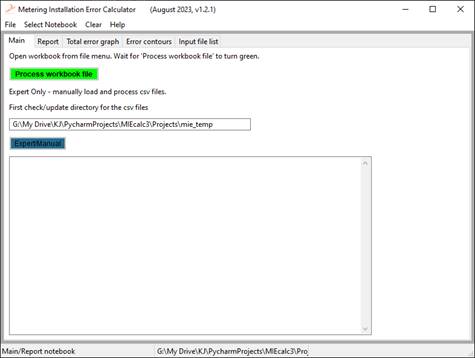 Metering Installation Error Calculator (August 2023, v1.2.1)
File Select Notebook Clear Help
Main Report Total error graph Error contours Input file list
Open workbook from file menu. Wait for 'Process workbook file' to turn green.
Process workbook file
Expert Only - manually load and process csv files.
First check/update directory for the csv files
G:\My Drive\KJ\PycharmProjects\MIEcalc3\Projects\mie_temp
Expert/Manual
Main/Report notebook G:\My Drive\KJ\PycharmProjects\MIEcalc3\Proj